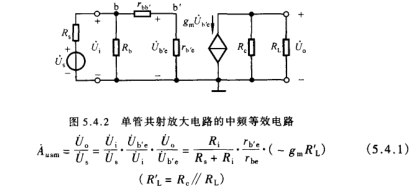 b
r_bb'
b'
g_m U̇_b'e
+
+
+
+
R_s
+
U̇_s
−
U̇_i
R_b
U̇_b'e
r_b'e
R_c
R_L
U̇_o
−
−
−
图 5.4.2 单管共射放大电路的中频等效电路
Ȧ_usm = U̇_o/U̇_s = U̇_i/U̇_s · U̇_b'e/U̇_i · U̇_o/U̇_b'e = R_i/(R_s + R_i) · r_b'e/r_be · (− g_m R'_L) (5.4.1)
(R'_L = R_c // R_L)